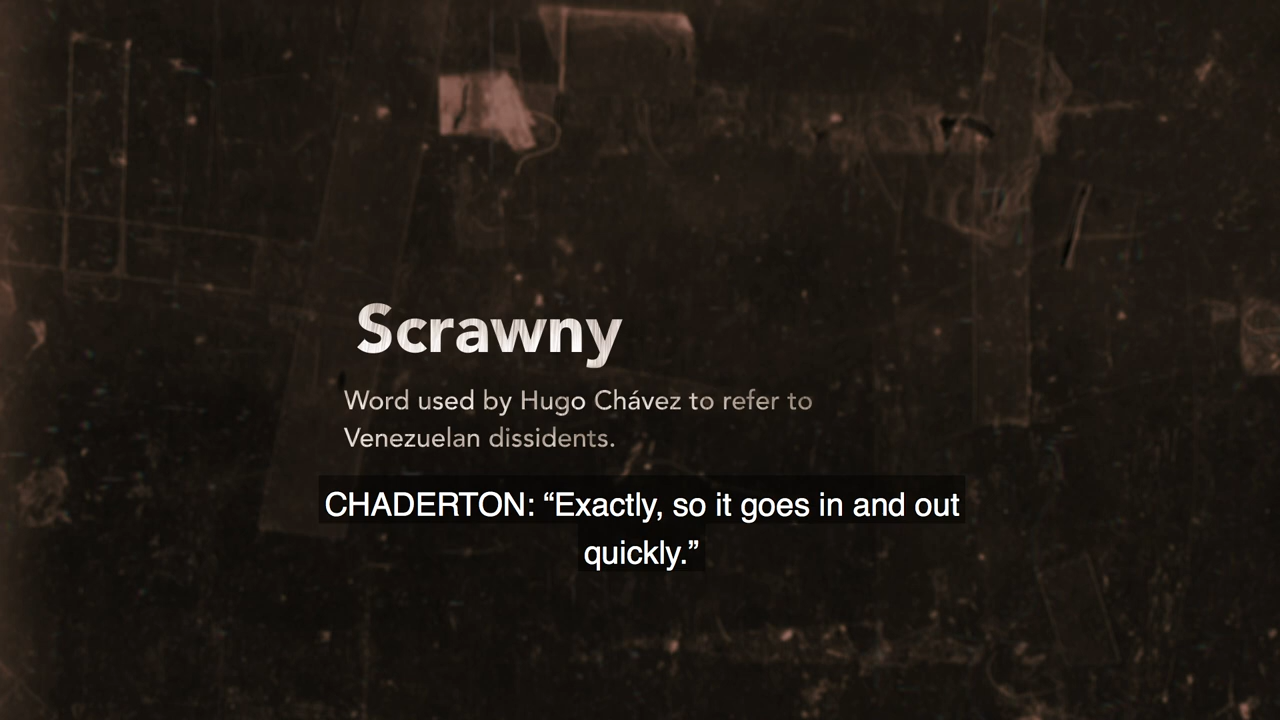 Scrawny
Word used by Hugo Chávez to refer to
Venezuelan dissidents.
CHADERTON: “Exactly, so it goes in and out
quickly.”